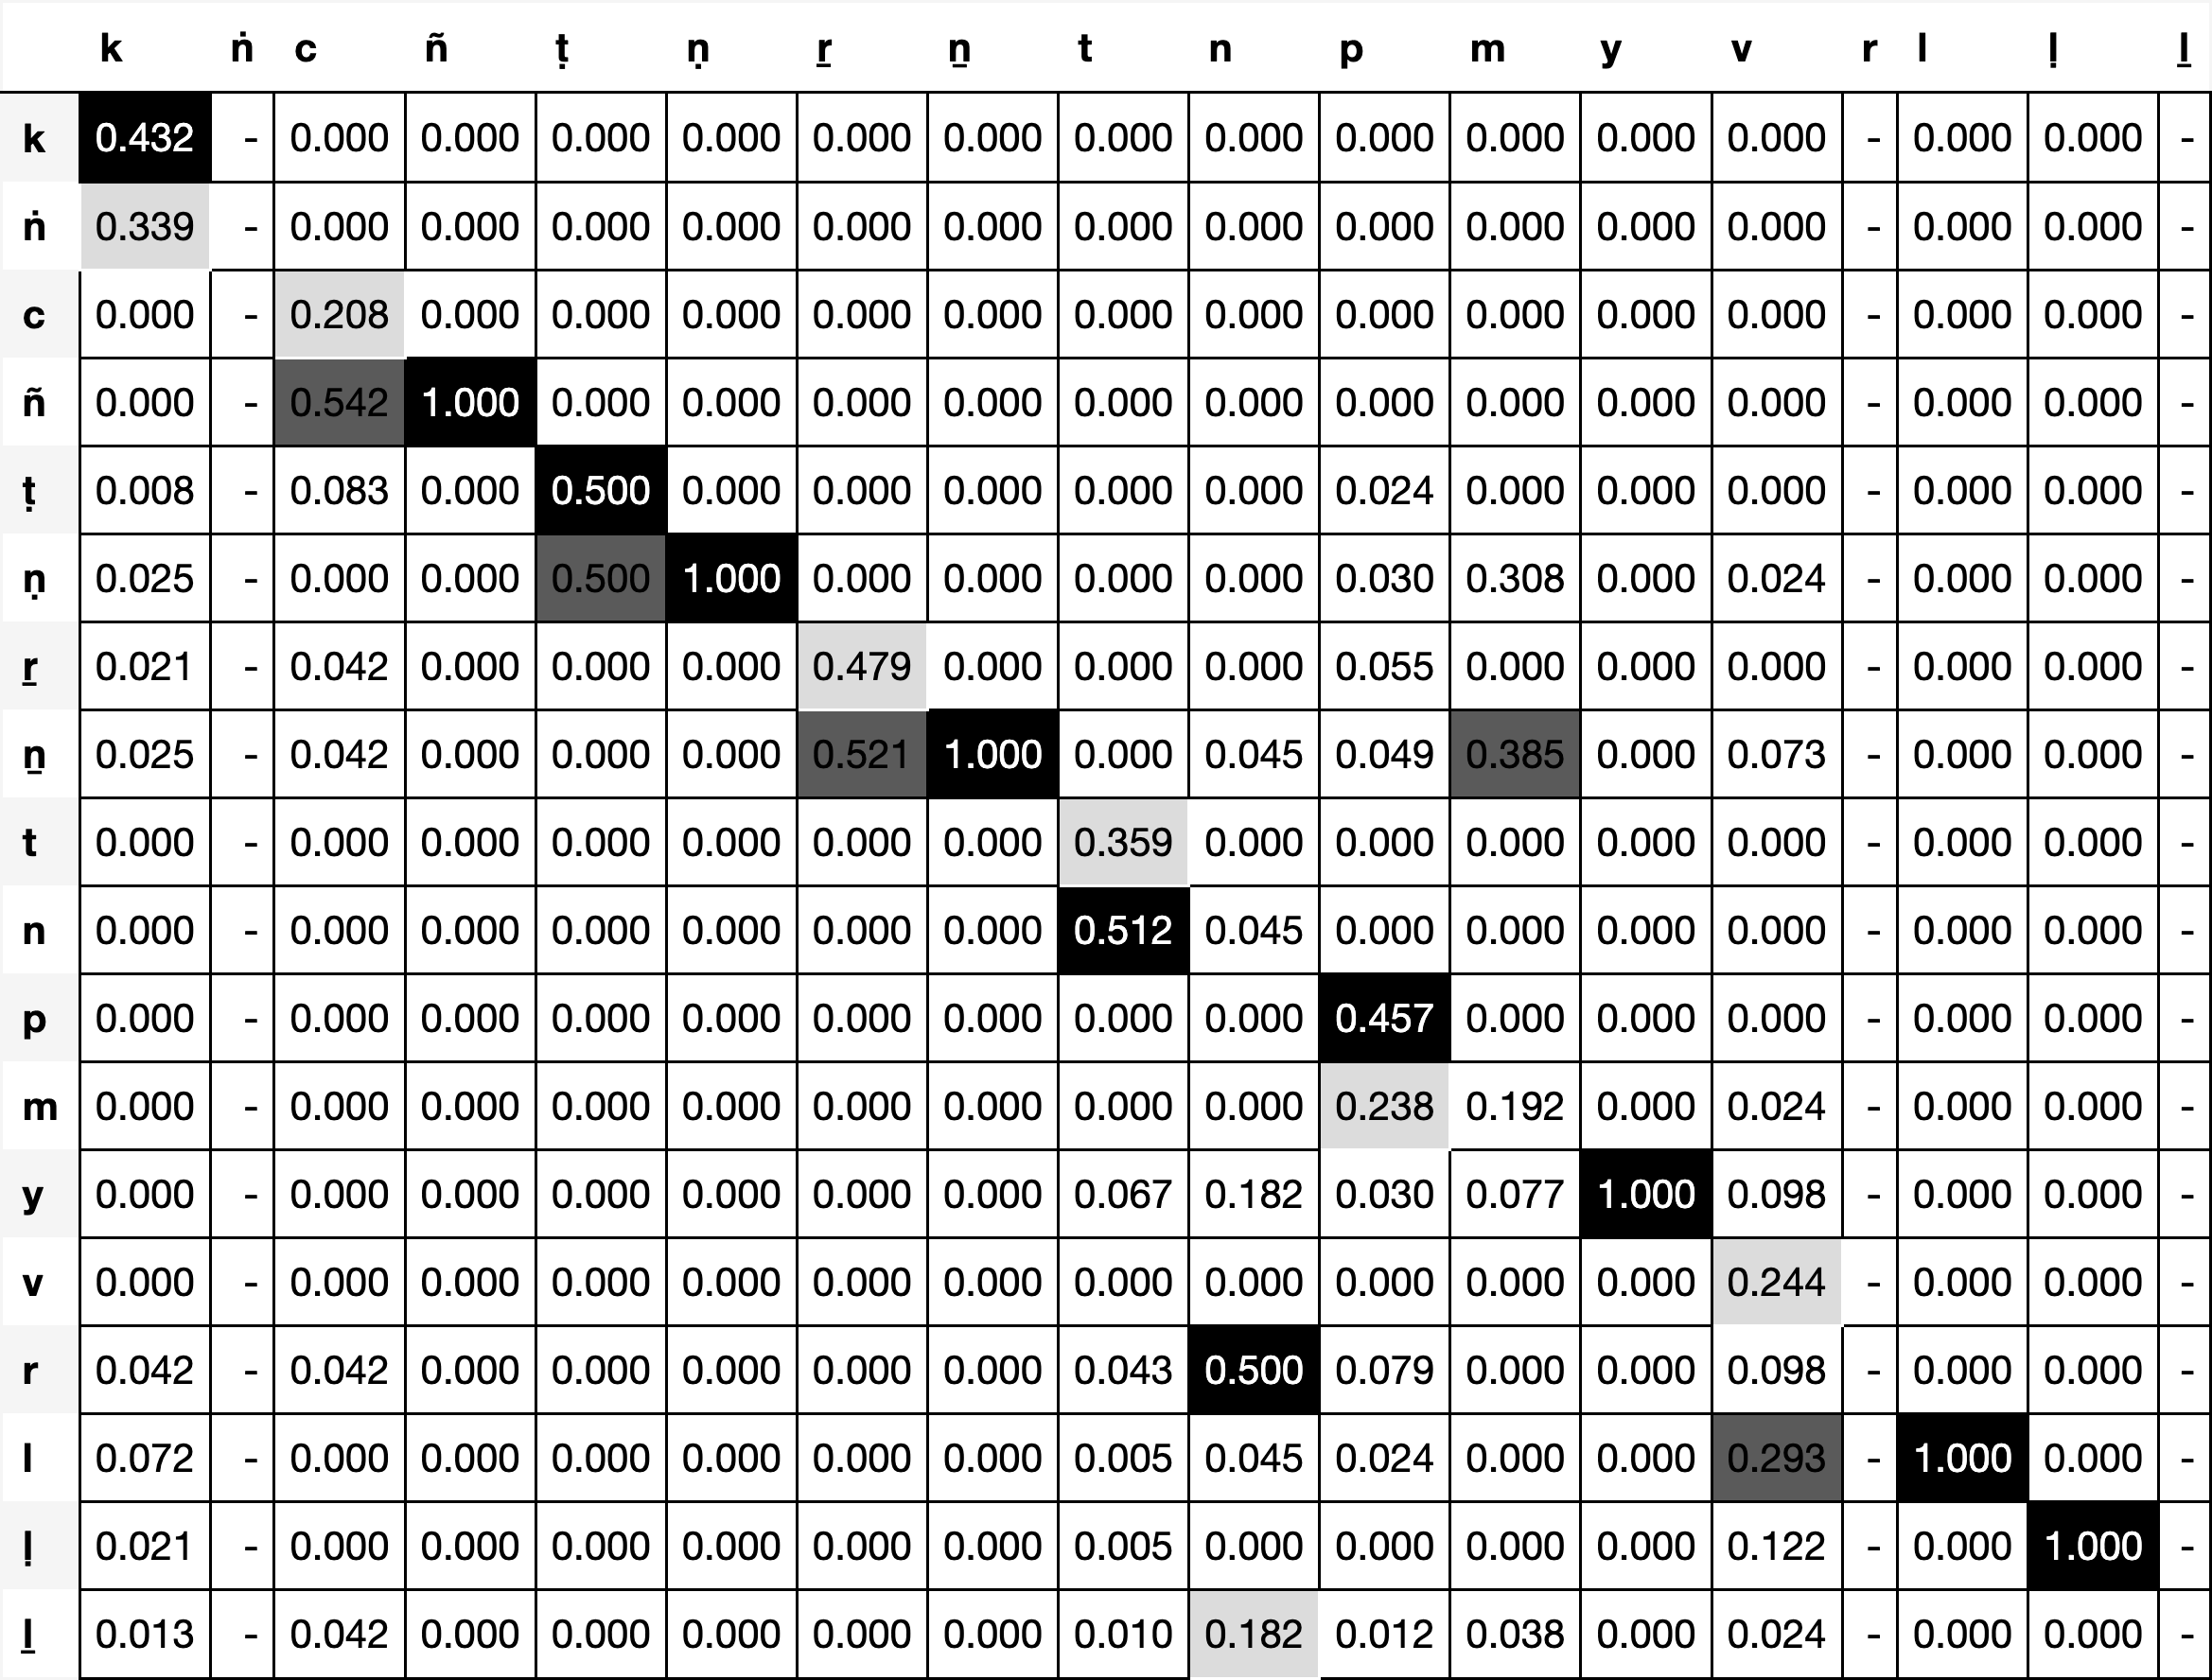 k ṅ c ñ ṭ ṇ ṟ ṉ t n p m y v r l ḷ ḻ
k 0.432 - 0.000 0.000 0.000 0.000 0.000 0.000 0.000 0.000 0.000 0.000 0.000 0.000 - 0.000 0.000 -
ṅ 0.339 - 0.000 0.000 0.000 0.000 0.000 0.000 0.000 0.000 0.000 0.000 0.000 0.000 - 0.000 0.000 -
c 0.000 - 0.208 0.000 0.000 0.000 0.000 0.000 0.000 0.000 0.000 0.000 0.000 0.000 - 0.000 0.000 -
ñ 0.000 - 0.542 1.000 0.000 0.000 0.000 0.000 0.000 0.000 0.000 0.000 0.000 0.000 - 0.000 0.000 -
ṭ 0.008 - 0.083 0.000 0.500 0.000 0.000 0.000 0.000 0.000 0.024 0.000 0.000 0.000 - 0.000 0.000 -
ṇ 0.025 - 0.000 0.000 0.500 1.000 0.000 0.000 0.000 0.000 0.030 0.308 0.000 0.024 - 0.000 0.000 -
ṟ 0.021 - 0.042 0.000 0.000 0.000 0.479 0.000 0.000 0.000 0.055 0.000 0.000 0.000 - 0.000 0.000 -
ṉ 0.025 - 0.042 0.000 0.000 0.000 0.521 1.000 0.000 0.045 0.049 0.385 0.000 0.073 - 0.000 0.000 -
t 0.000 - 0.000 0.000 0.000 0.000 0.000 0.000 0.359 0.000 0.000 0.000 0.000 0.000 - 0.000 0.000 -
n 0.000 - 0.000 0.000 0.000 0.000 0.000 0.000 0.512 0.045 0.000 0.000 0.000 0.000 - 0.000 0.000 -
p 0.000 - 0.000 0.000 0.000 0.000 0.000 0.000 0.000 0.000 0.457 0.000 0.000 0.000 - 0.000 0.000 -
m 0.000 - 0.000 0.000 0.000 0.000 0.000 0.000 0.000 0.000 0.238 0.192 0.000 0.024 - 0.000 0.000 -
y 0.000 - 0.000 0.000 0.000 0.000 0.000 0.000 0.067 0.182 0.030 0.077 1.000 0.098 - 0.000 0.000 -
v 0.000 - 0.000 0.000 0.000 0.000 0.000 0.000 0.000 0.000 0.000 0.000 0.000 0.244 - 0.000 0.000 -
r 0.042 - 0.042 0.000 0.000 0.000 0.000 0.000 0.043 0.500 0.079 0.000 0.000 0.098 - 0.000 0.000 -
l 0.072 - 0.000 0.000 0.000 0.000 0.000 0.000 0.005 0.045 0.024 0.000 0.000 0.293 - 1.000 0.000 -
ḷ 0.021 - 0.000 0.000 0.000 0.000 0.000 0.000 0.005 0.000 0.000 0.000 0.000 0.122 - 0.000 1.000 -
ḻ 0.013 - 0.042 0.000 0.000 0.000 0.000 0.000 0.010 0.182 0.012 0.038 0.000 0.024 - 0.000 0.000 -